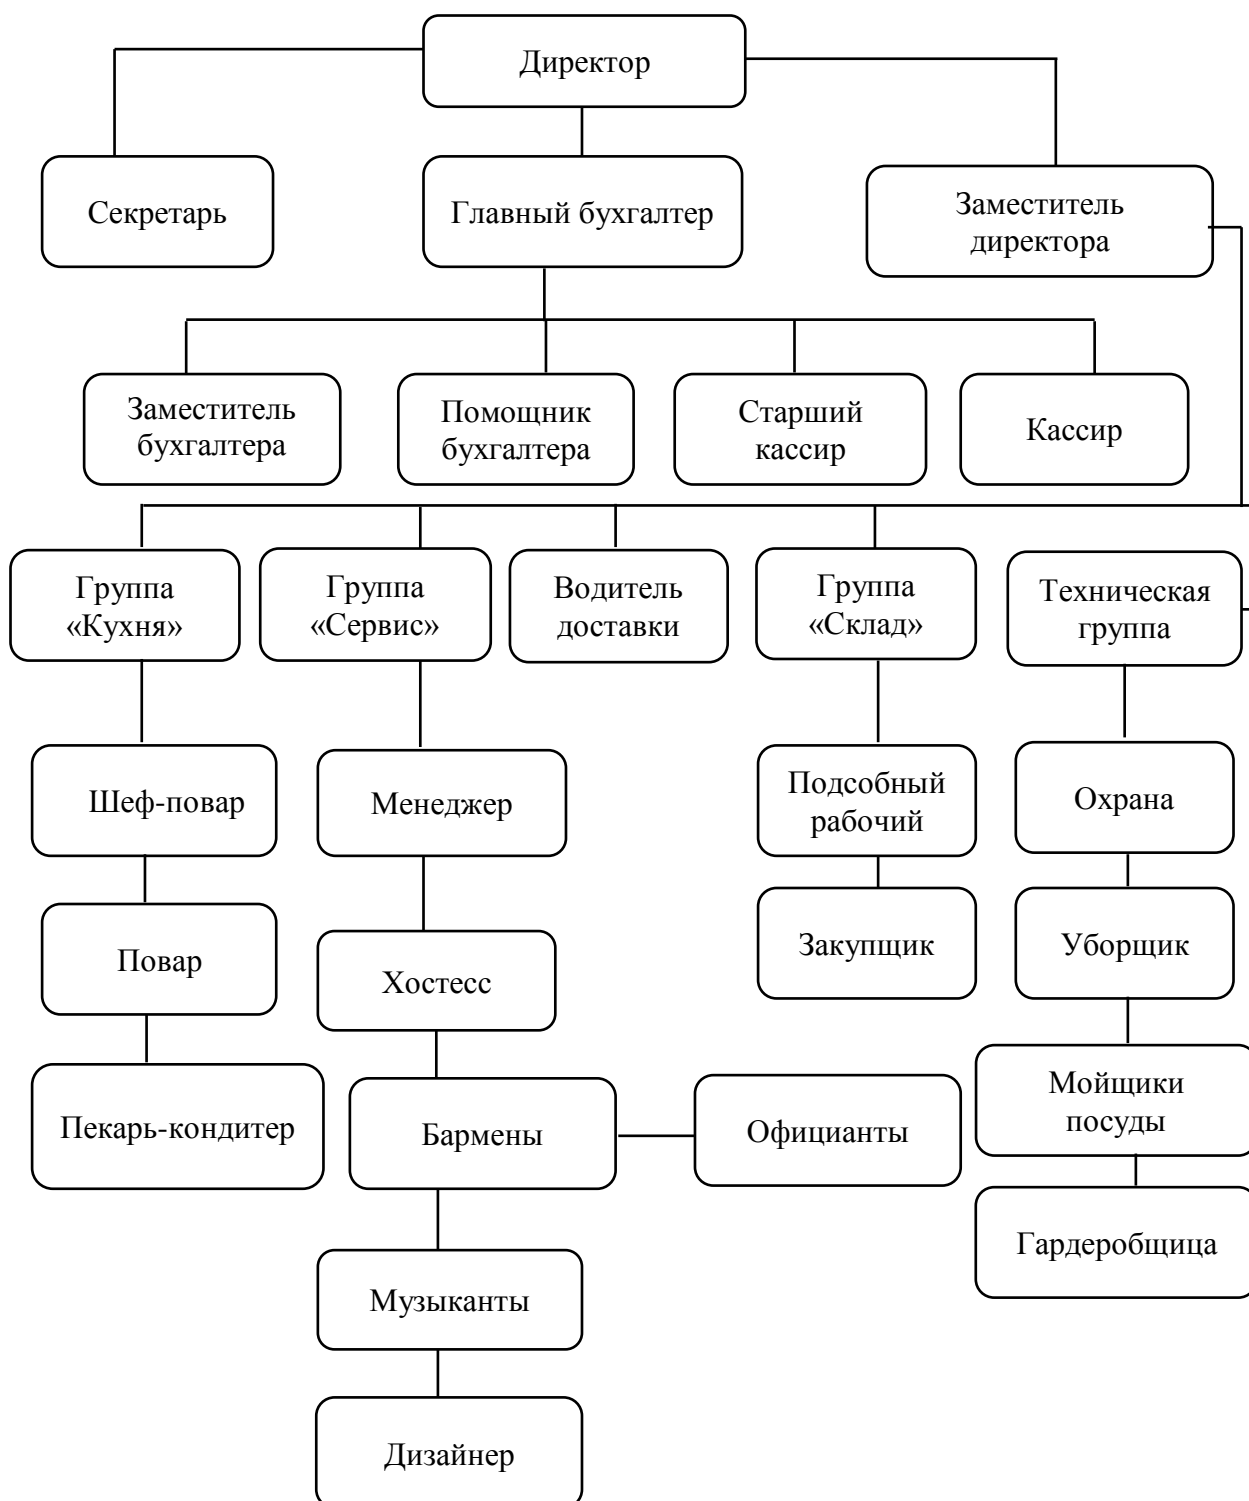 Директор
Секретарь
Главный бухгалтер
Заместитель
директора
Заместитель
бухгалтера
Помощник
бухгалтера
Старший
кассир
Кассир
Группа
«Кухня»
Группа
«Сервис»
Водитель
доставки
Группа
«Склад»
Техническая
группа
Шеф-повар
Менеджер
Подсобный
рабочий
Охрана
Повар
Хостесс
Закупщик
Уборщик
Пекарь-кондитер
Бармены
Официанты
Мойщики
посуды
Гардеробщица
Музыканты
Дизайнер